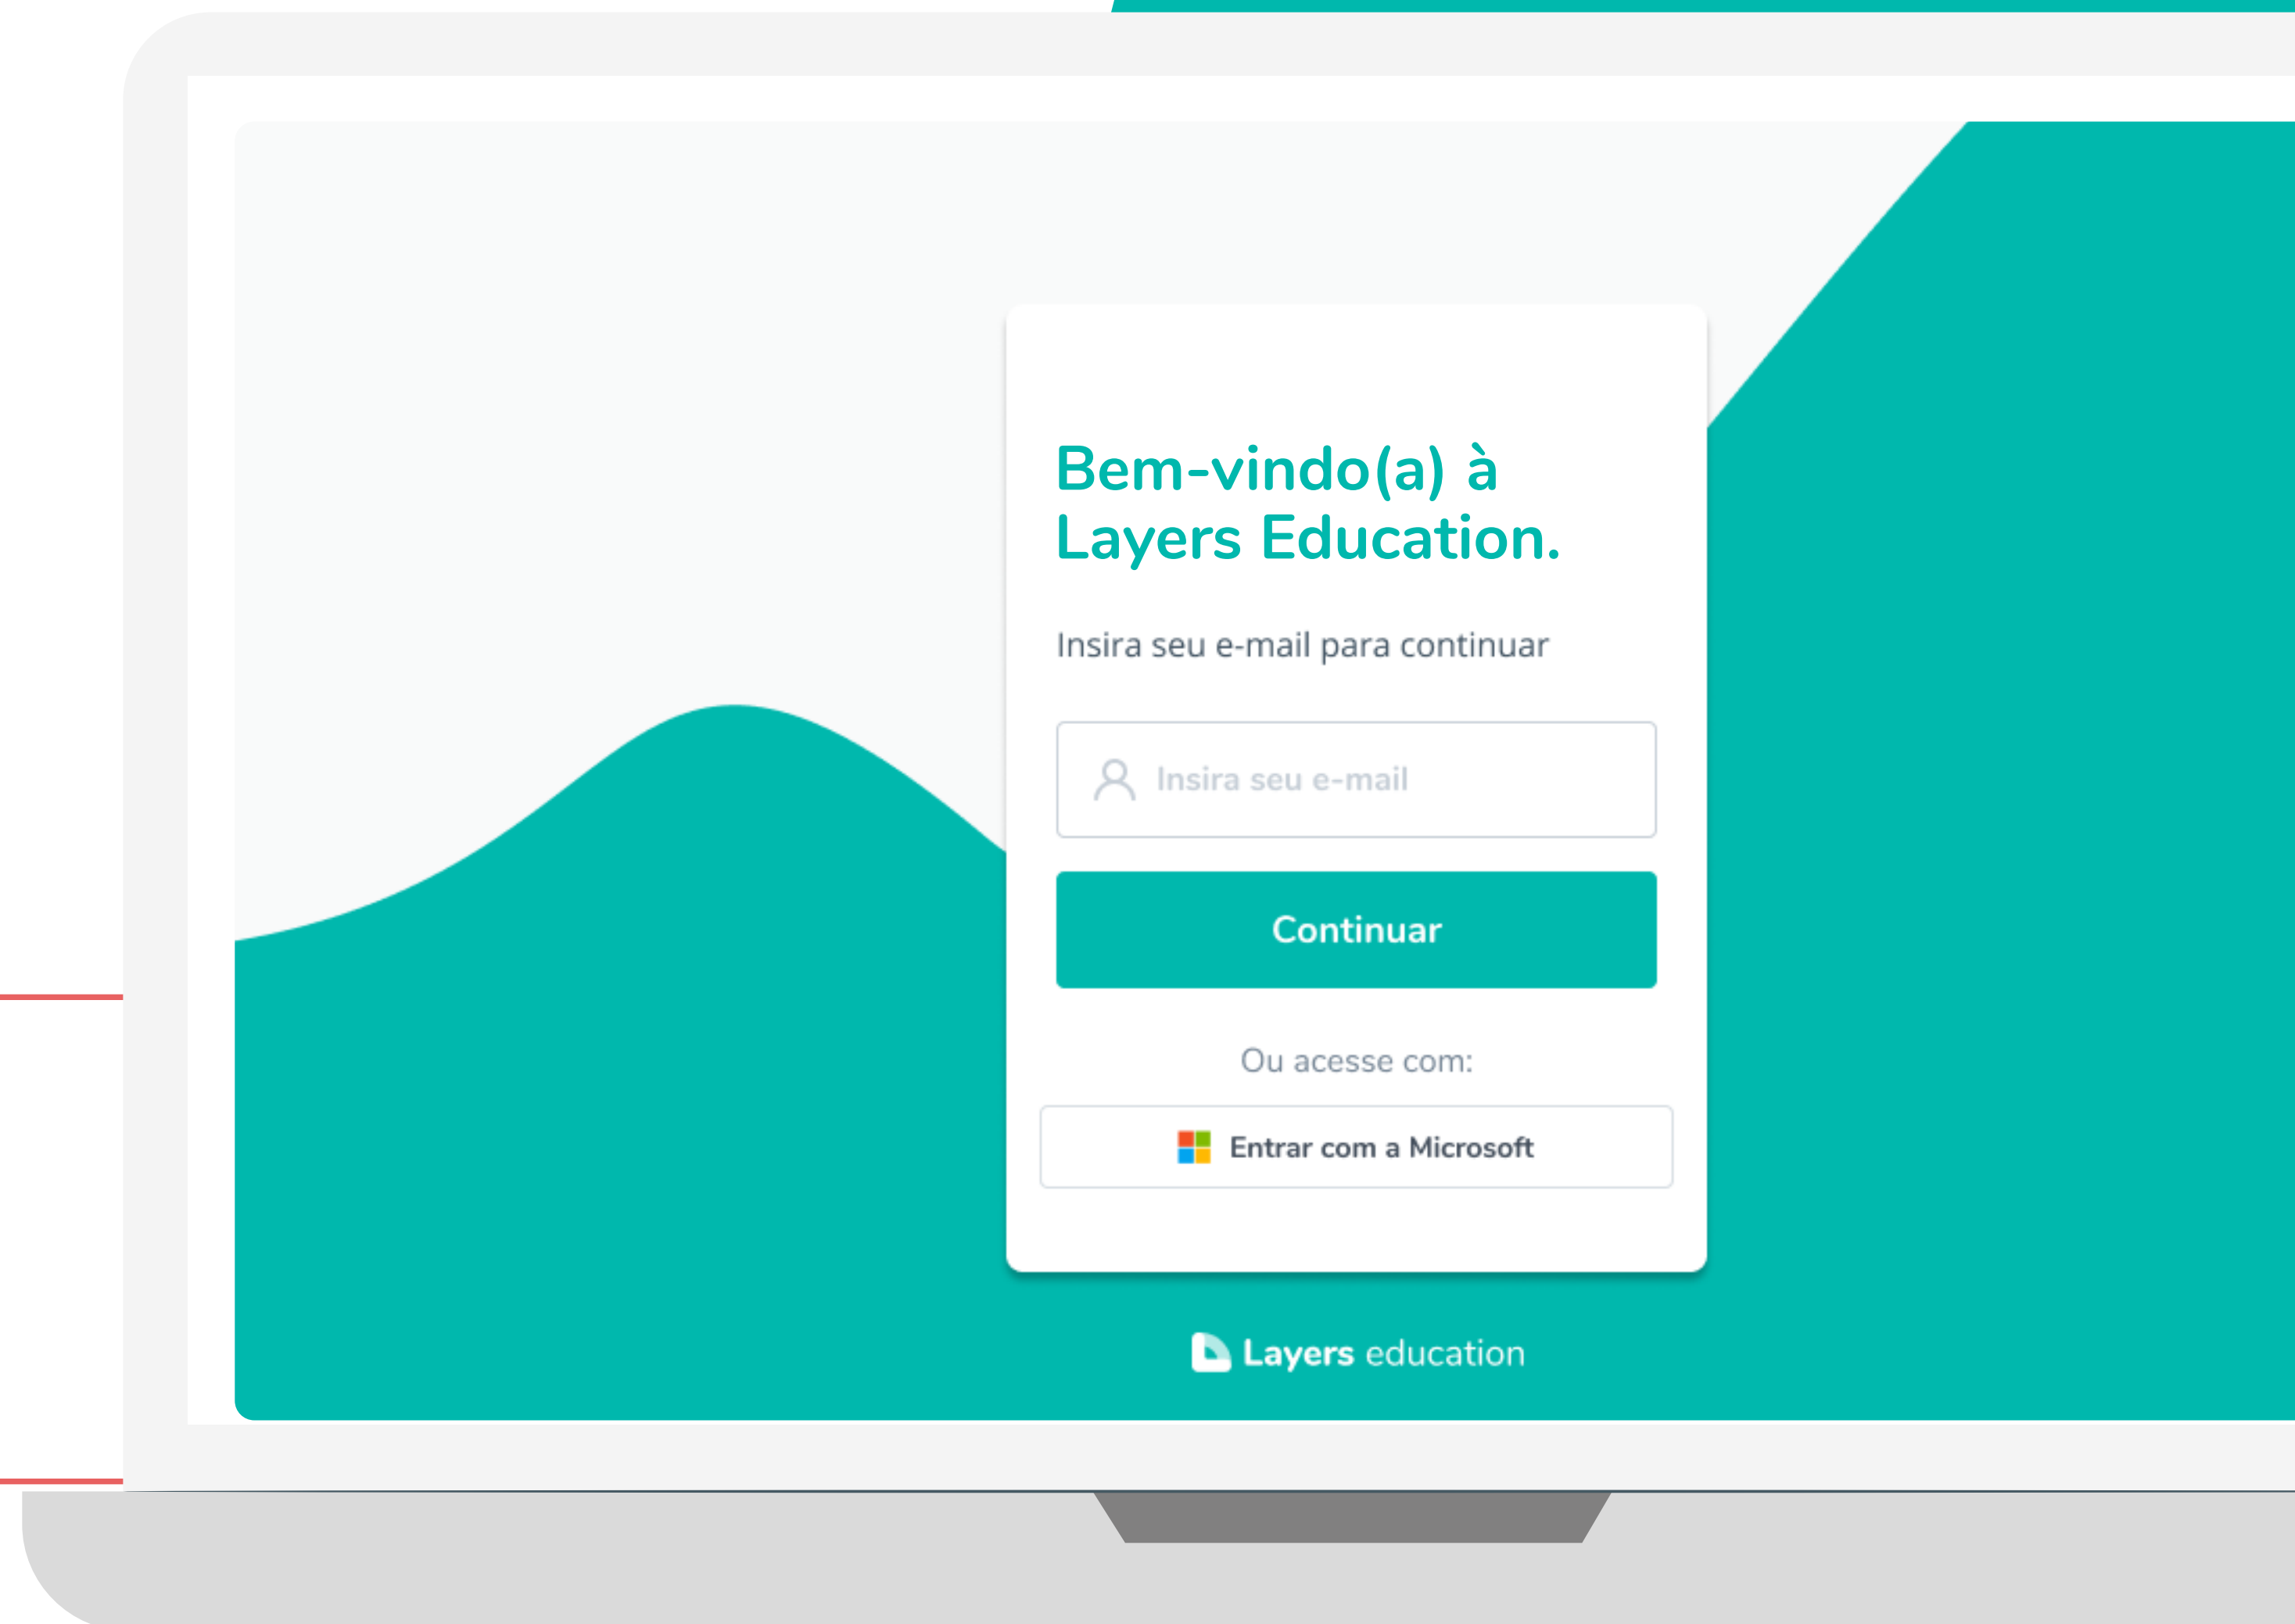 Bem-vindo(a) à
Layers Education.
Insira seu e-mail para continuar
Insira seu e-mail
Continuar
Ou acesse com:
Entrar com a Microsoft
Layers education